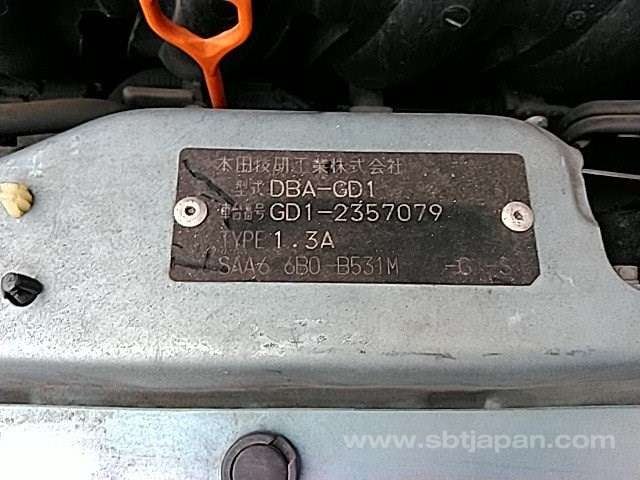 本田技研工業株式会社
型式 DBA-GD1
車台番号 GD1-2357079
TYPE 1.3A
SAA6 6B0-B531M -G -S
www.sbtjapan.com